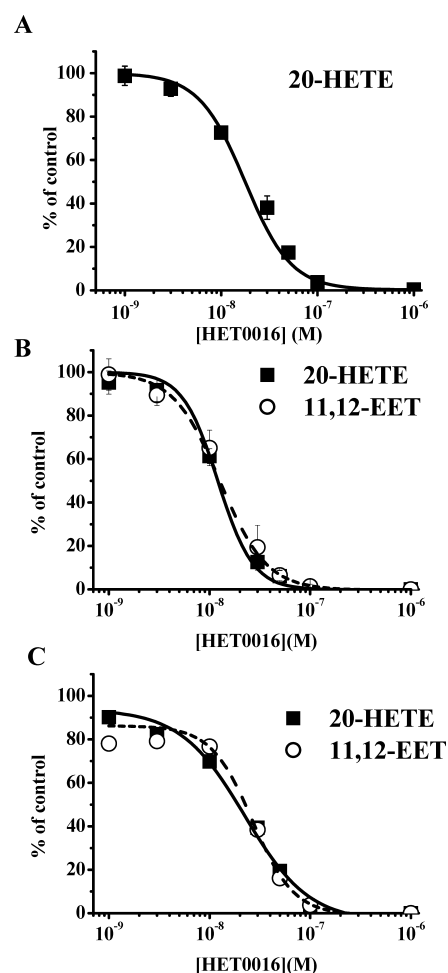 A
20-HETE
% of control
100
80
60
40
20
0
10⁻⁹ 10⁻⁸ 10⁻⁷ 10⁻⁶
[HET0016] (M)
B
20-HETE
11,12-EET
% of control
100
80
60
40
20
0
10⁻⁹ 10⁻⁸ 10⁻⁷ 10⁻⁶
[HET0016](M)
C
20-HETE
11,12-EET
% of control
100
80
60
40
20
0
10⁻⁹ 10⁻⁸ 10⁻⁷ 10⁻⁶
[HET0016](M)